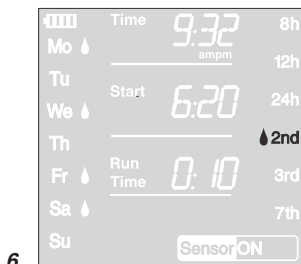 Time 9:32 8h
Mo ampm 12h
Tu
Start 6:20 24h
We
Th 2nd
Run
Time 0:10
Fr 3rd
Sa 7th
Su Sensor ON
6